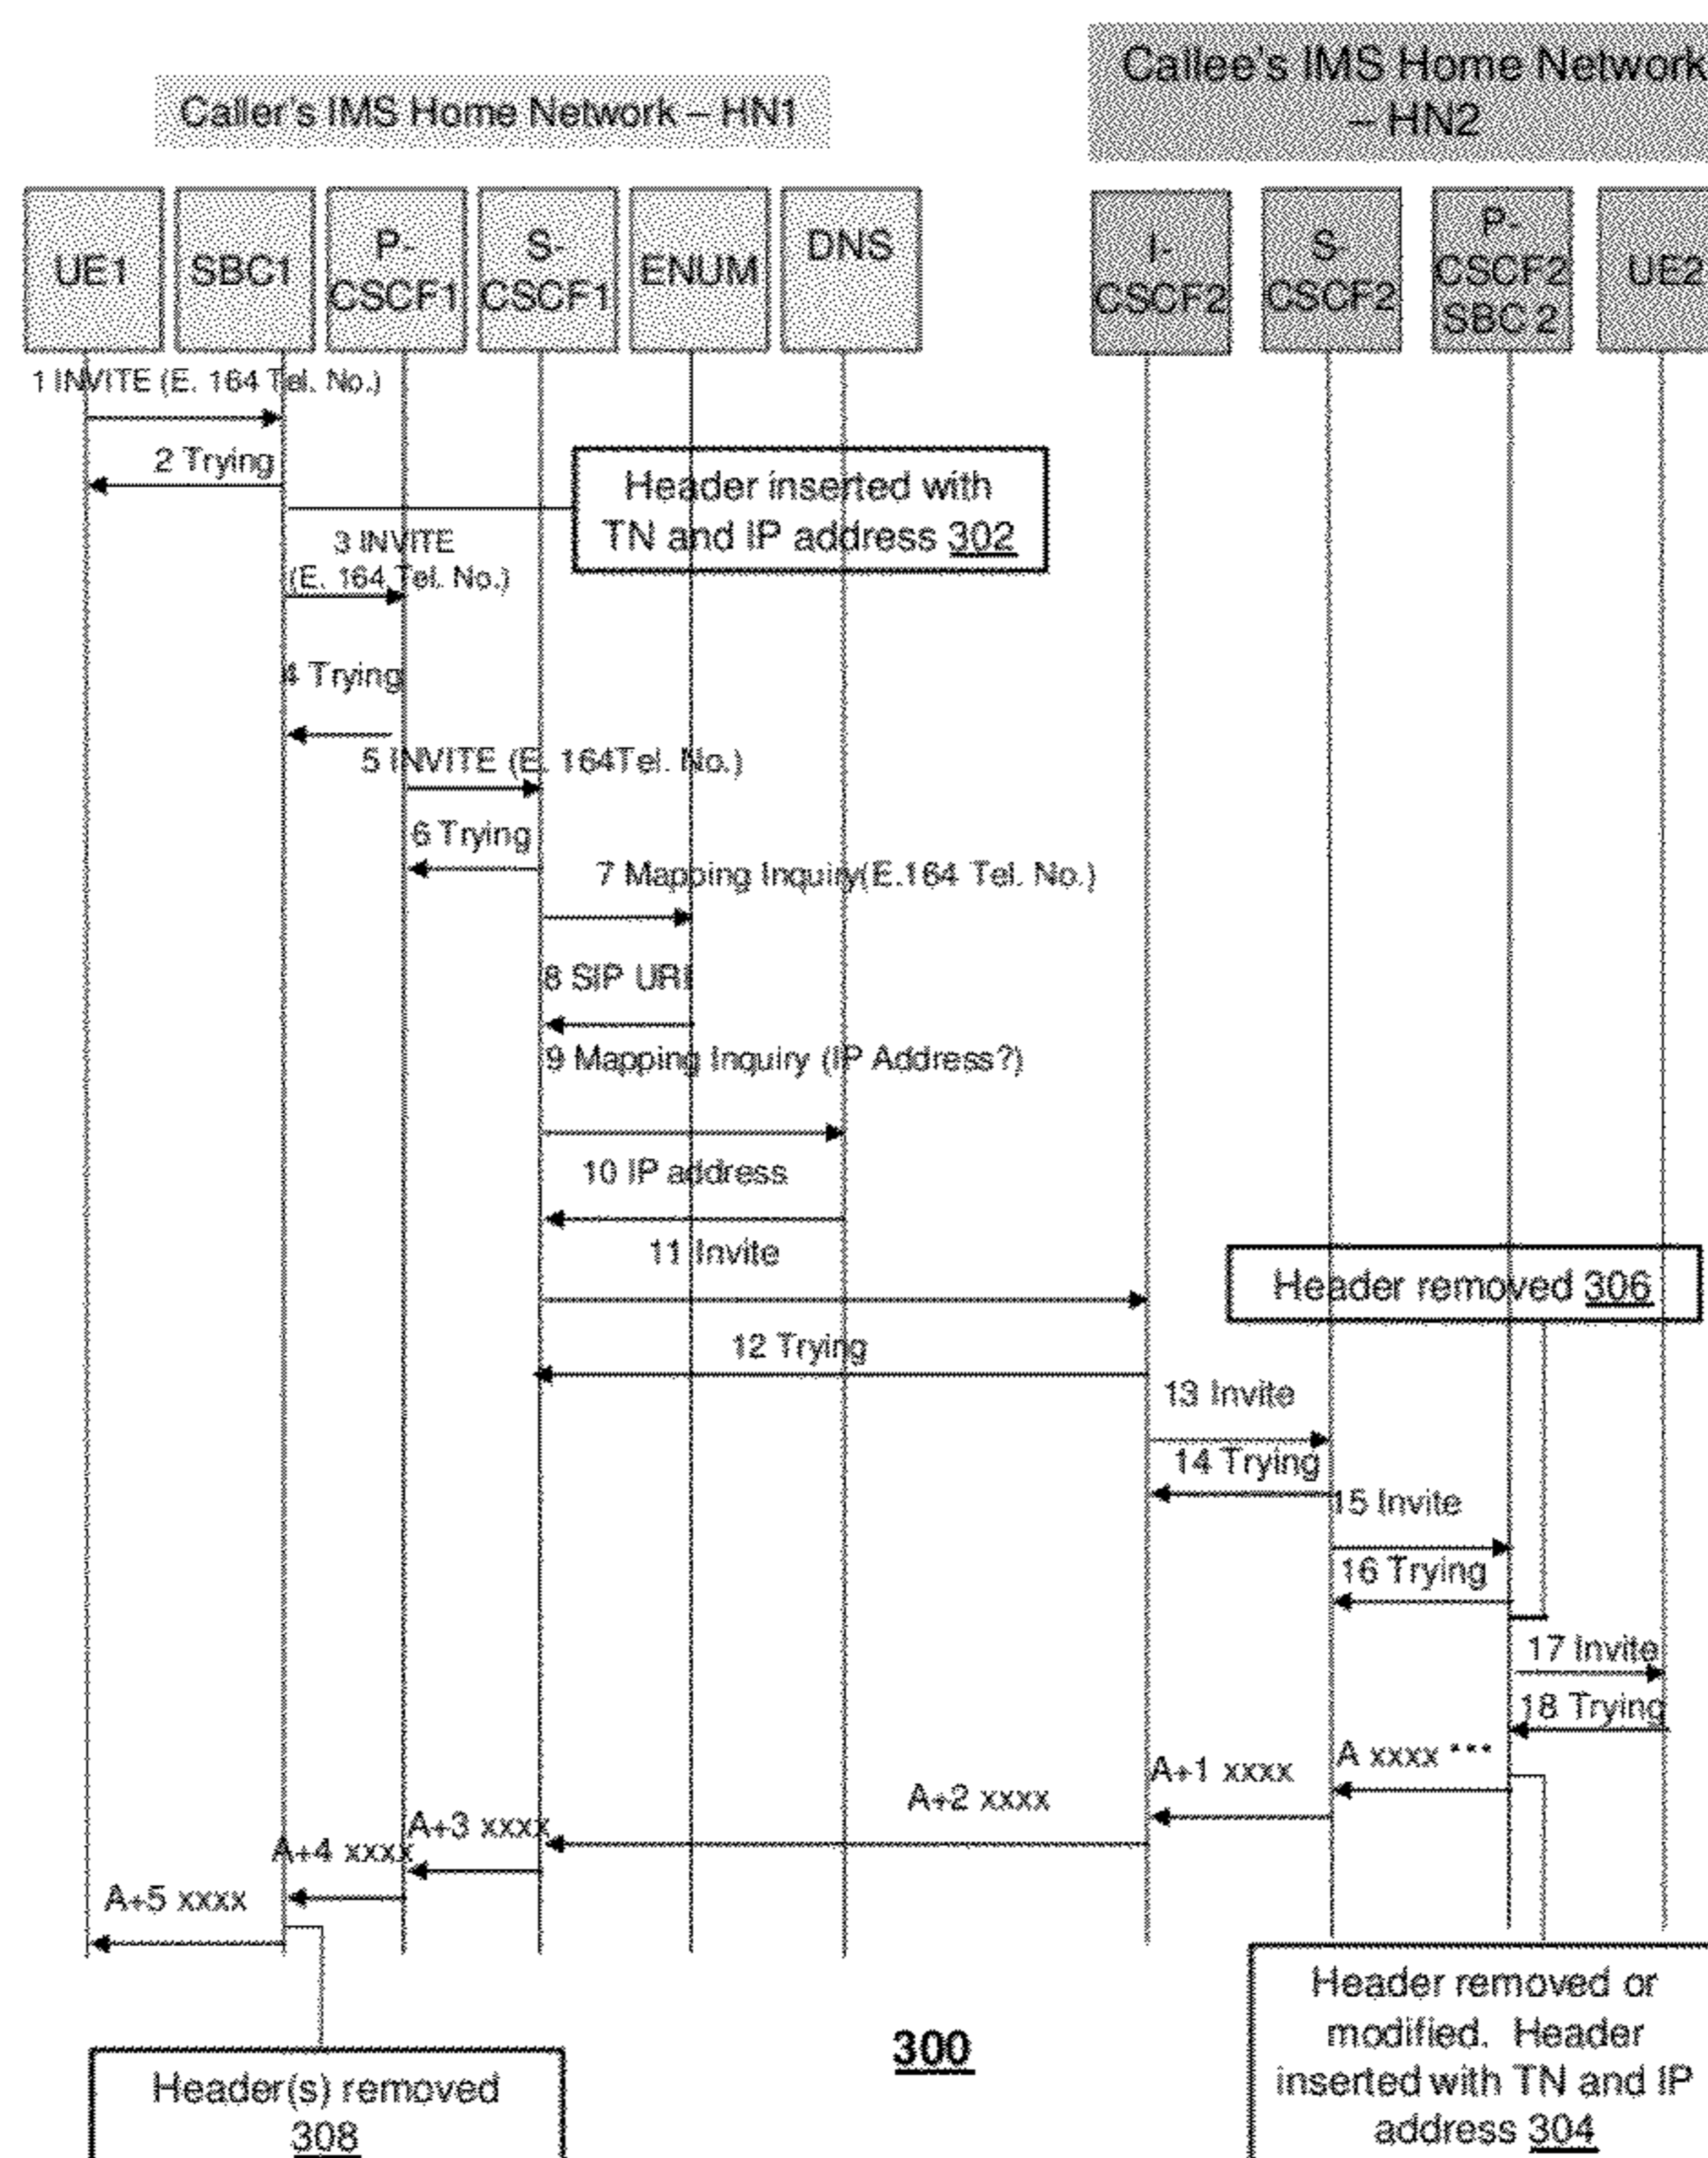 Caller's IMS Home Network – HN1
Callee's IMS Home Network
– HN2
UE1
SBC1
P-
CSCF1
S-
CSCF1
ENUM
DNS
I-
CSCF2
S-
CSCF2
P-
CSCF2
SBC 2
UE2
1 INVITE (E. 164 Tel. No.)
2 Trying
Header inserted with
TN and IP address 302
3 INVITE
(E. 164 Tel. No.)
4 Trying
5 INVITE (E. 164Tel. No.)
6 Trying
7 Mapping Inquiry(E.164 Tel. No.)
8 SIP URI
9 Mapping Inquiry (IP Address?)
10 IP address
11 Invite
Header removed 306
12 Trying
13 Invite
14 Trying
15 Invite
16 Trying
17 Invite
18 Trying
A xxxx ***
A+1 xxxx
A+2 xxxx
A+3 xxxx
A+4 xxxx
A+5 xxxx
Header removed or
modified. Header
inserted with TN and IP
address 304
300
Header(s) removed
308